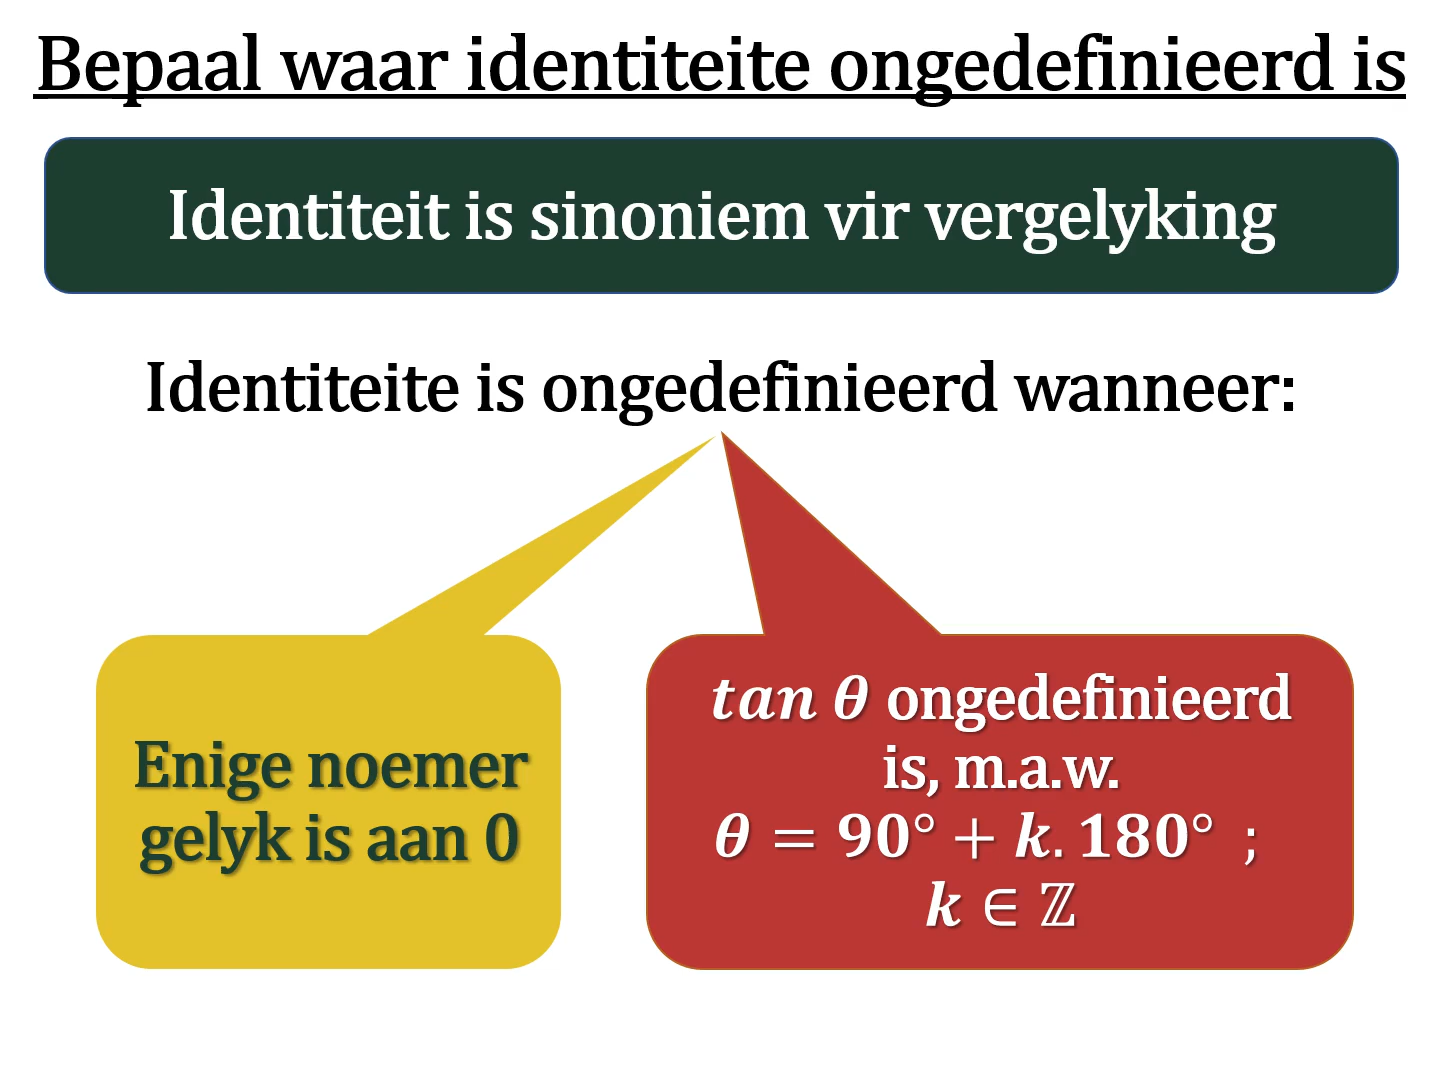 Bepaal waar identiteite ongedefinieerd is
Identiteit is sinoniem vir vergelyking
Identiteite is ongedefinieerd wanneer:
Enige noemer
gelyk is aan 0
tan θ ongedefinieerd
is, m.a.w.
θ = 90° + k. 180° ;
k ∈ ℤ